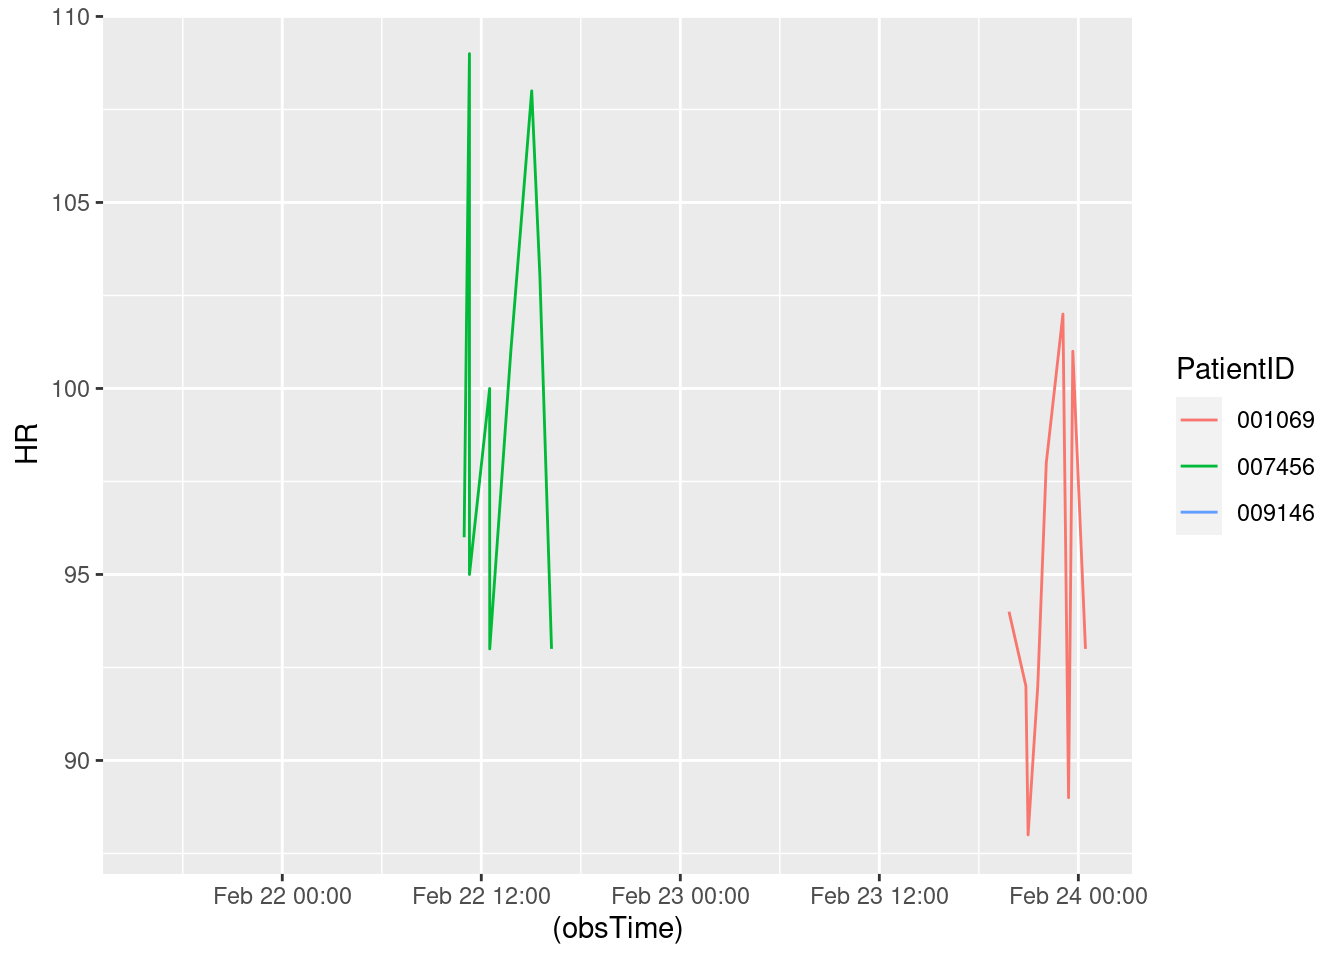 110
105
100
95
90
HR
Feb 22 00:00
Feb 22 12:00
Feb 23 00:00
Feb 23 12:00
Feb 24 00:00
(obsTime)
PatientID
001069
007456
009146